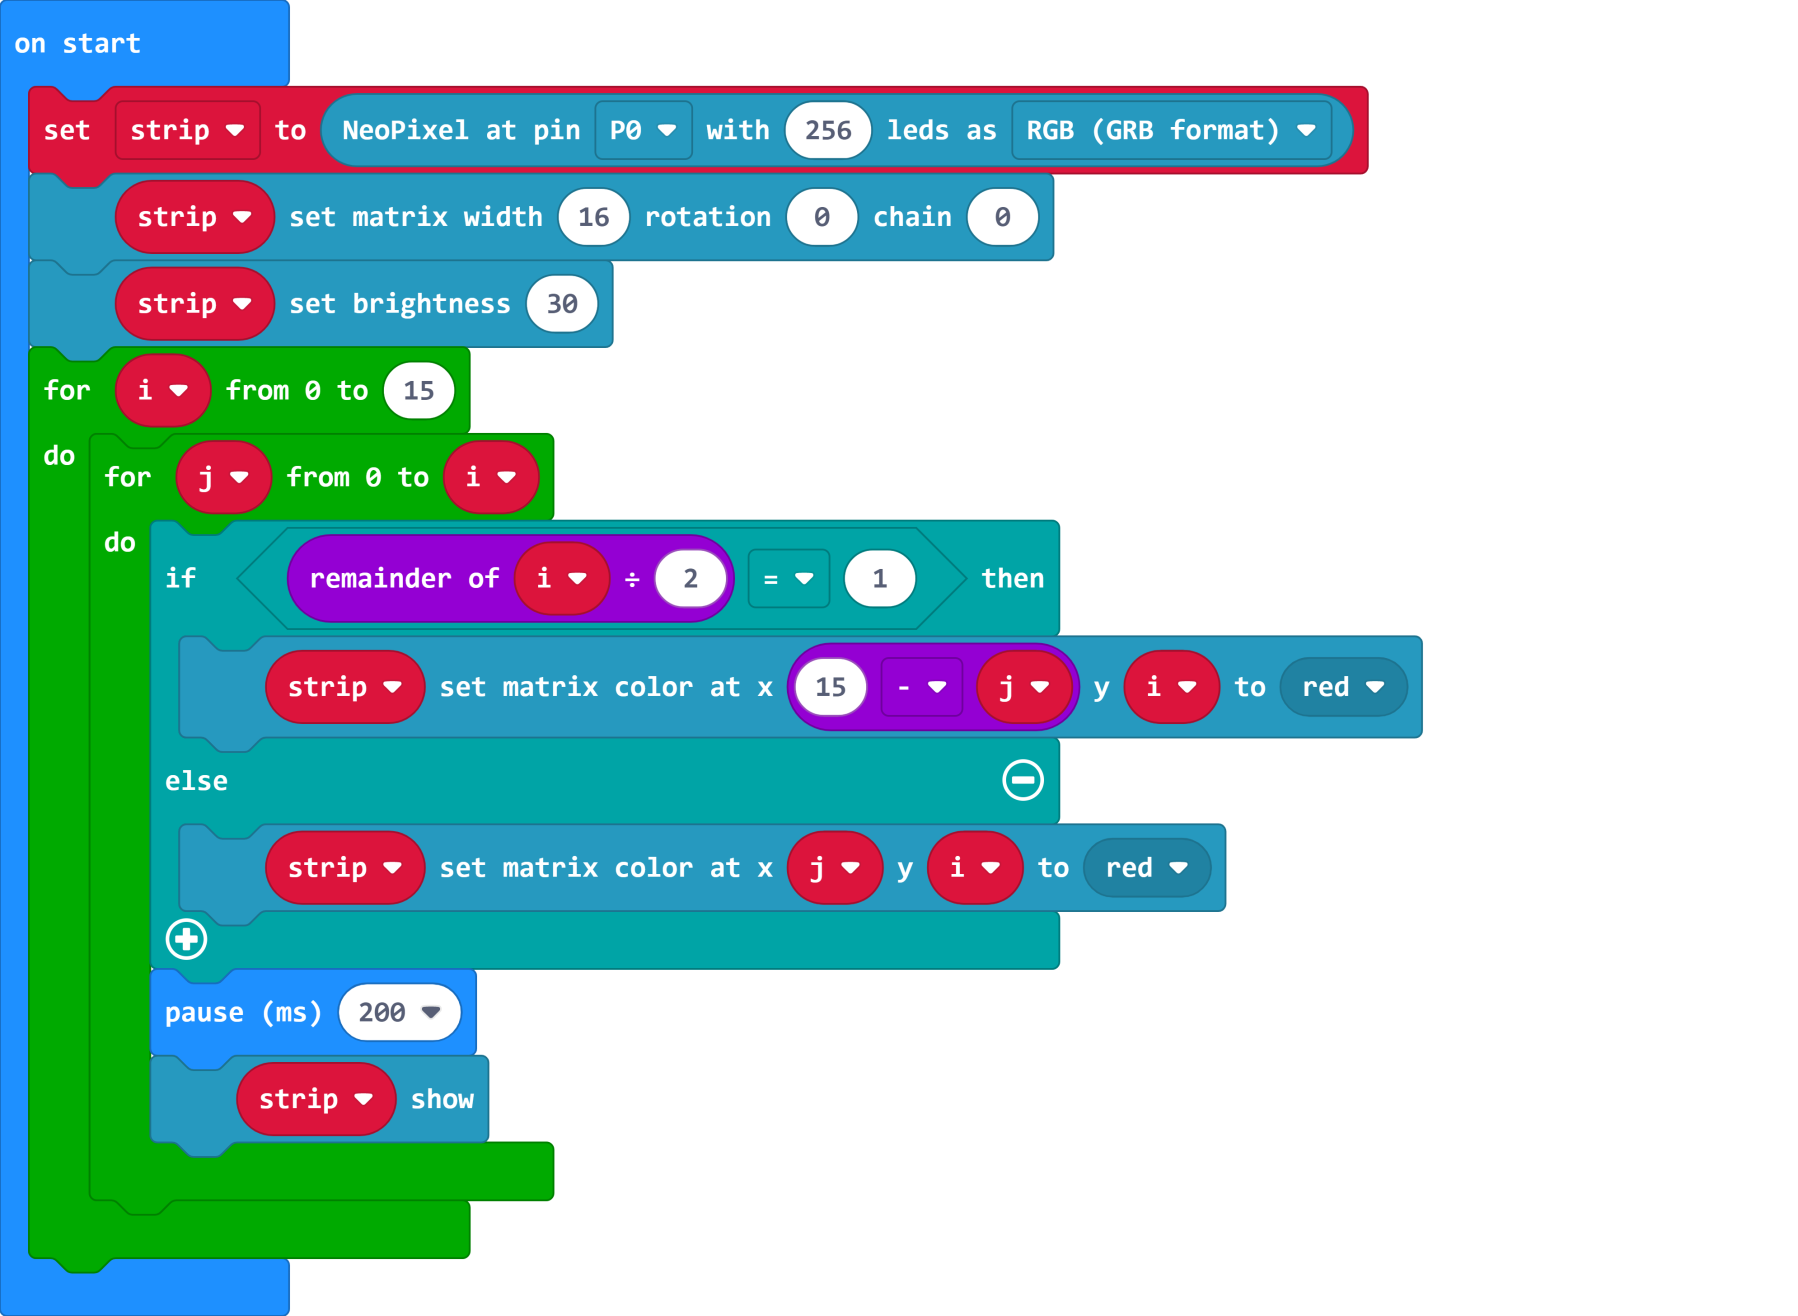 on start
set strip to NeoPixel at pin P0 with 256 leds as RGB (GRB format)
strip set matrix width 16 rotation 0 chain 0
strip set brightness 30
for i from 0 to 15
do
for j from 0 to i
do
if remainder of i ÷ 2 = 1 then
strip set matrix color at x 15 - j y i to red
else
strip set matrix color at x j y i to red
pause (ms) 200
strip show